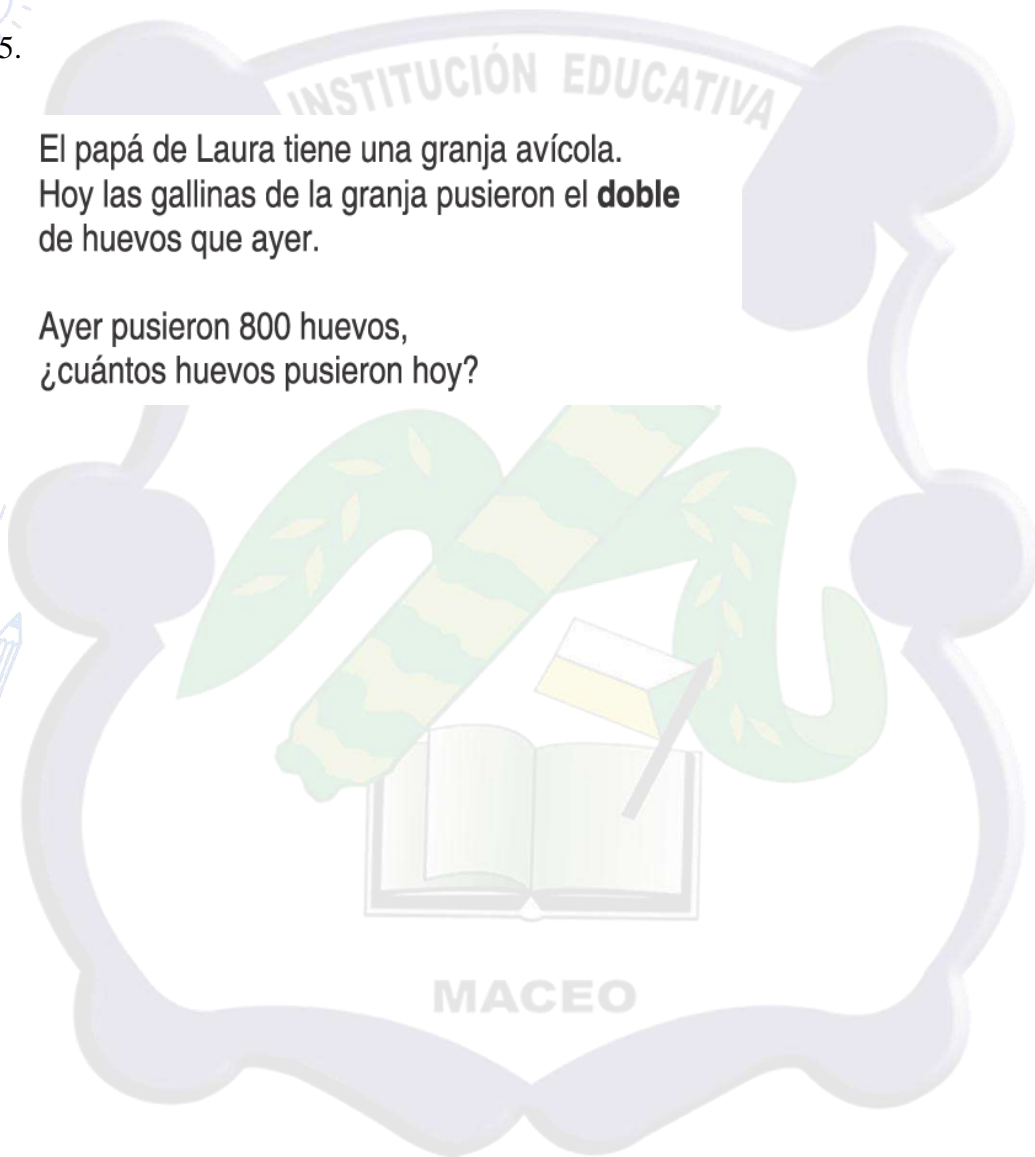 5.
INSTITUCIÓN EDUCATIVA
El papá de Laura tiene una granja avícola.
Hoy las gallinas de la granja pusieron el doble
de huevos que ayer.
Ayer pusieron 800 huevos,
¿cuántos huevos pusieron hoy?
MACEO